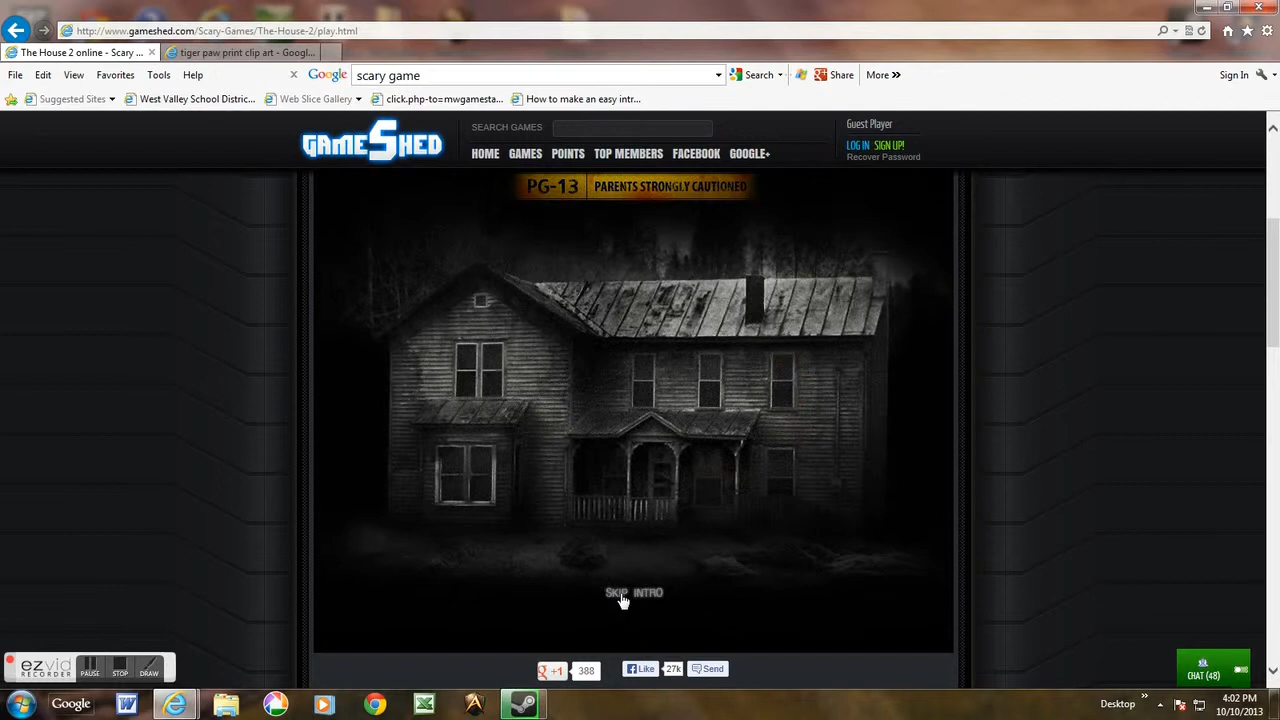 http://www.gameshed.com/Scary-Games/The-House-2/play.html
The House 2 online - Scary ...
tiger paw print clip art - Googl...
File Edit View Favorites Tools Help
Google scary game Search Share More » Sign In
Suggested Sites West Valley School Distric... Web Slice Gallery click.php-to=mwgamesta... How to make an easy intr...
GAMESHED
SEARCH GAMES
Guest Player
LOG IN SIGN UP!
Recover Password
HOME GAMES POINTS TOP MEMBERS FACEBOOK GOOGLE+
PG-13 PARENTS STRONGLY CAUTIONED
SKIP INTRO
ezvid
RECORDER
PAUSE STOP DRAW
+1 388 Like 27k Send
CHAT (48)
Google
Desktop
4:02 PM
10/10/2013